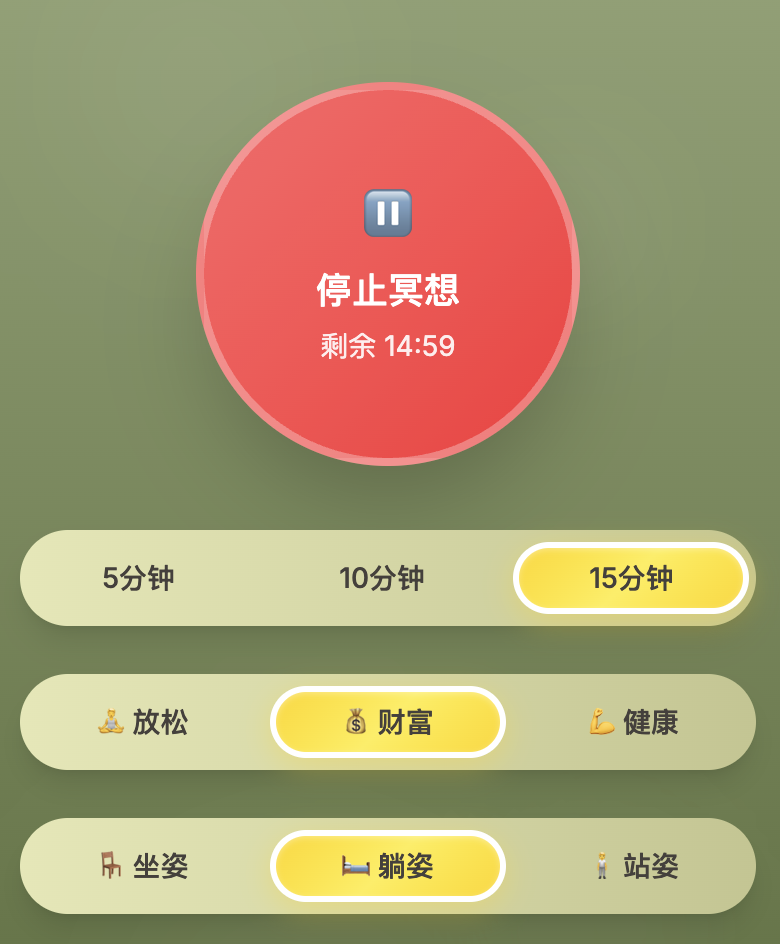 停止冥想
剩余 14:59
5分钟 10分钟 15分钟
放松 财富 健康
坐姿 躺姿 站姿